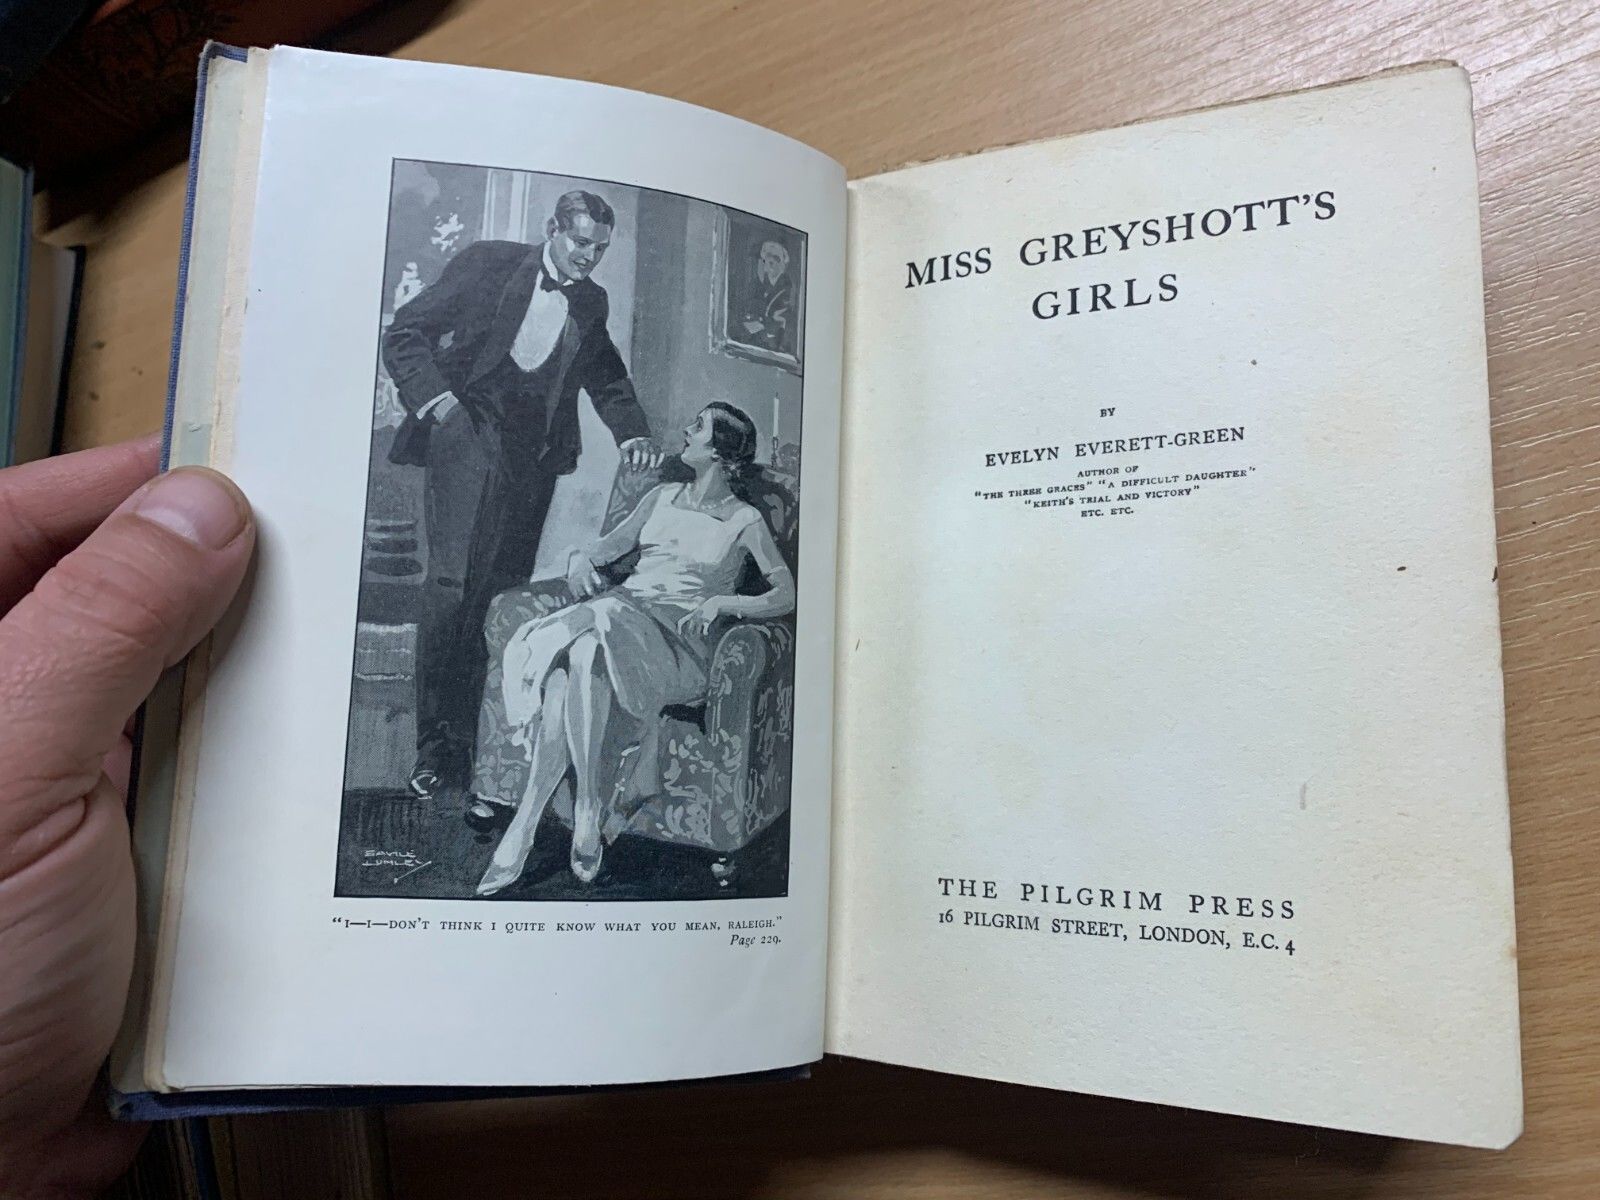 SAVILE
LUMLEY
"I—I—DON'T THINK I QUITE KNOW WHAT YOU MEAN, RALEIGH."
Page 229.
MISS GREYSHOTT'S
GIRLS
BY
EVELYN EVERETT-GREEN
AUTHOR OF
"THE THREE GRACES" "A DIFFICULT DAUGHTER"
"KEITH'S TRIAL AND VICTORY"
ETC. ETC.
THE PILGRIM PRESS
16 PILGRIM STREET, LONDON, E.C. 4